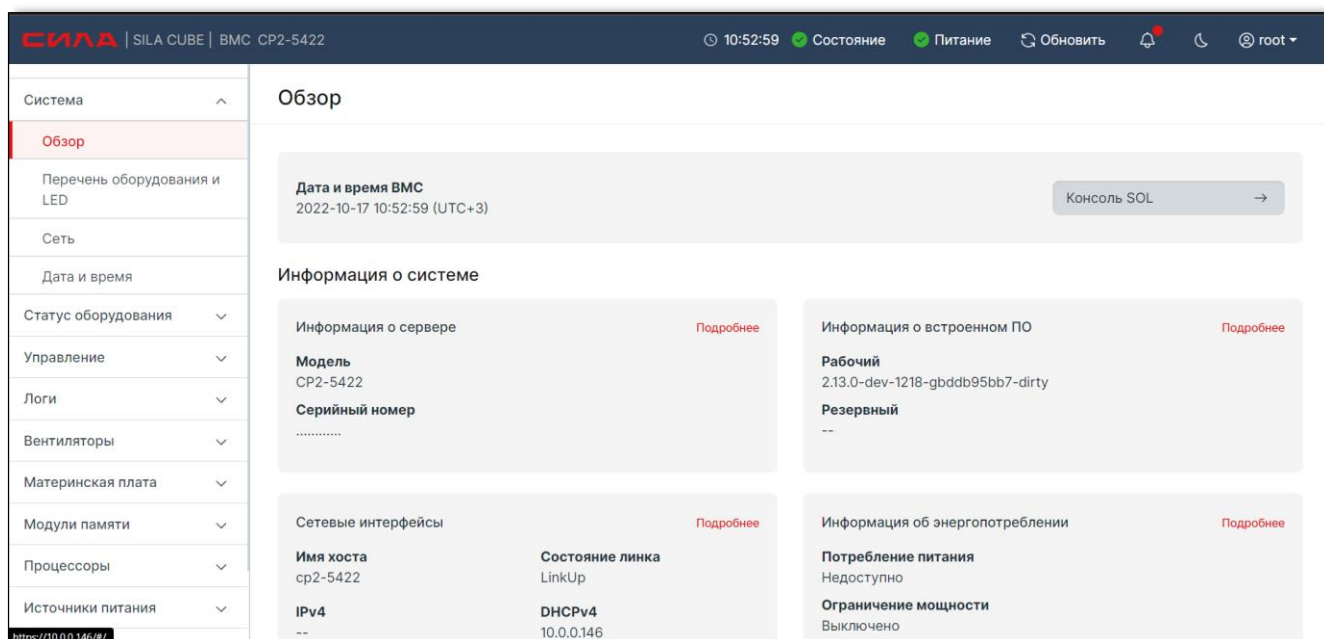 СИЛА | SILA CUBE | BMC CP2-5422
10:52:59 Состояние Питание Обновить root
Система
Обзор
Перечень оборудования и
LED
Сеть
Дата и время
Статус оборудования
Управление
Логи
Вентиляторы
Материнская плата
Модули памяти
Процессоры
Источники питания
https://10.0.0.146/#/
Обзор
Дата и время BMC
2022-10-17 10:52:59 (UTC+3)
Консоль SOL
Информация о системе
Информация о сервере Подробнее
Модель
CP2-5422
Серийный номер
............
Информация о встроенном ПО Подробнее
Рабочий
2.13.0-dev-1218-gbddb95bb7-dirty
Резервный
--
Сетевые интерфейсы Подробнее
Имя хоста Состояние линка
cp2-5422 LinkUp
IPv4 DHCPv4
-- 10.0.0.146
Информация об энергопотреблении Подробнее
Потребление питания
Недоступно
Ограничение мощности
Выключено